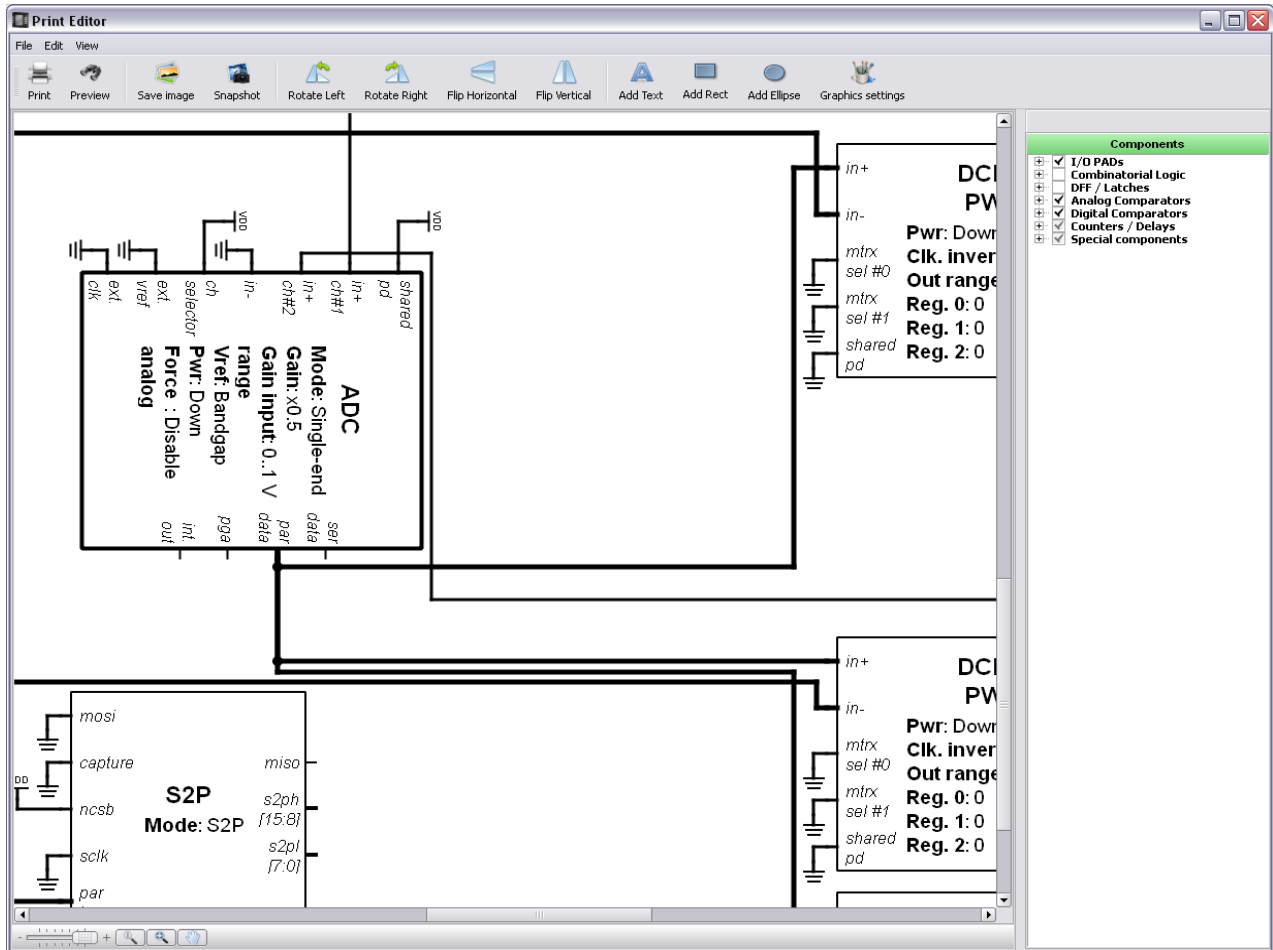 Print Editor
File Edit View
Print Preview Save image Snapshot Rotate Left Rotate Right Flip Horizontal Flip Vertical Add Text Add Rect Add Ellipse Graphics settings
Components
I/O PADs
Combinatorial Logic
DFF / Latches
Analog Comparators
Digital Comparators
Counters / Delays
Special components
VDD
VDD
ext.
clk
ext.
vref
ch
selector
in-
in+
ch#2
in+
ch#1
shared
pd
ADC
Mode: Single-end
Gain: x0.5
Gain input: 0..1 V
range
Vref: Bandgap
Pwr: Down
Force : Disable
analog
int.
out
pga
par
data
ser
data
in+
in-
mtrx
sel #0
mtrx
sel #1
shared
pd
Pwr: Down
Clk. inver
Out range
Reg. 0: 0
Reg. 1: 0
Reg. 2: 0
in+
in-
mtrx
sel #0
mtrx
sel #1
shared
pd
Pwr: Down
Clk. inver
Out range
Reg. 0: 0
Reg. 1: 0
Reg. 2: 0
mosi
capture
ncsb
sclk
par
S2P
Mode: S2P
miso
s2ph
[15:8]
s2pl
[7:0]